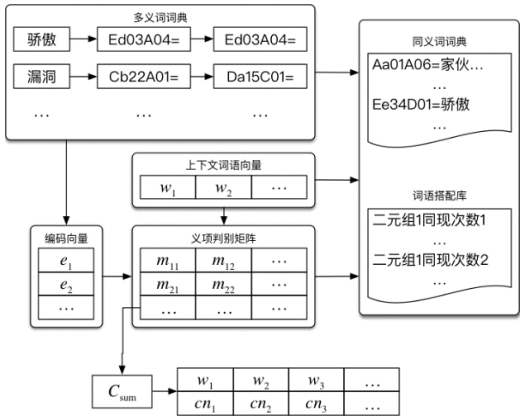 多义词词典
骄傲 Ed03A04= Ed03A04=
漏洞 Cb22A01= Da15C01=
… … …
同义词词典
Aa01A06=家伙…
…
Ee34D01=骄傲
…
上下文词语向量
w1 w2 …
词语搭配库
二元组1同现次数1
…
二元组1同现次数2
…
编码向量
e1
e2
…
义项判别矩阵
m11 m12 …
m21 m22 …
… … …
Csum
w1 w2 w3 …
cn1 cn2 cn3 …